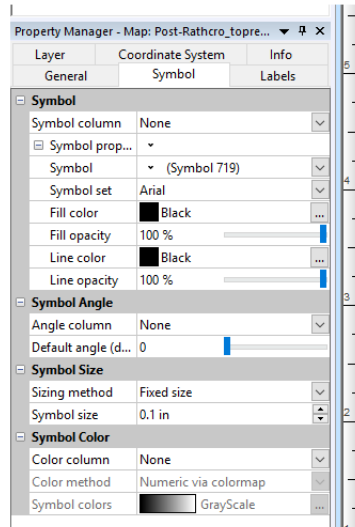 Property Manager - Map: Post-Rathcro_topre...
Layer Coordinate System Info
General Symbol Labels
Symbol
Symbol column None
Symbol prop...
Symbol (Symbol 719)
Symbol set Arial
Fill color Black ...
Fill opacity 100 %
Line color Black ...
Line opacity 100 %
Symbol Angle
Angle column None
Default angle (d... 0
Symbol Size
Sizing method Fixed size
Symbol size 0.1 in
Symbol Color
Color column None
Color method Numeric via colormap
Symbol colors GrayScale ...
5
4
3
2